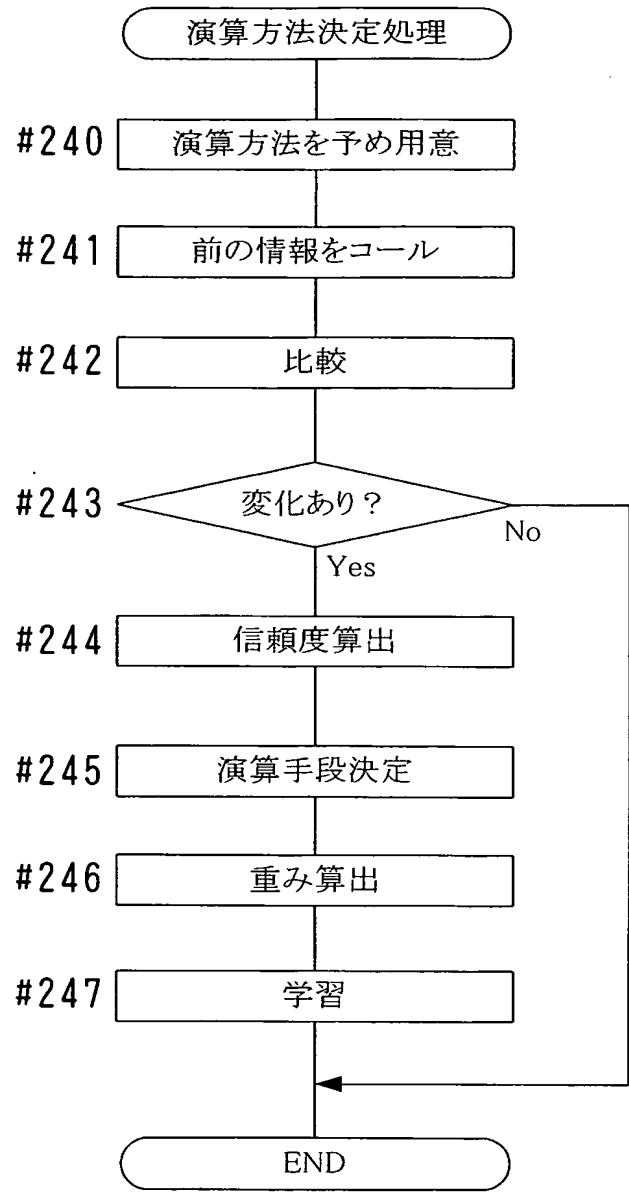 演算方法決定処理
#240 演算方法を予め用意
#241 前の情報をコール
#242 比較
#243 変化あり？
No
Yes
#244 信頼度算出
#245 演算手段決定
#246 重み算出
#247 学習
END